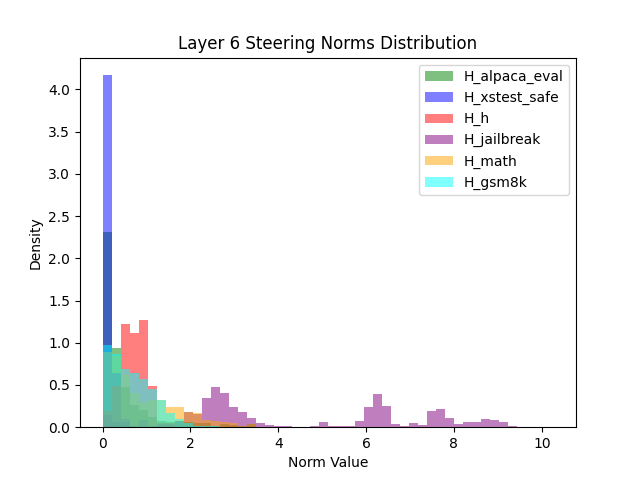 Layer 6 Steering Norms Distribution
Density
4.0
3.5
3.0
2.5
2.0
1.5
1.0
0.5
0.0
0 2 4 6 8 10
Norm Value
H_alpaca_eval
H_xstest_safe
H_h
H_jailbreak
H_math
H_gsm8k